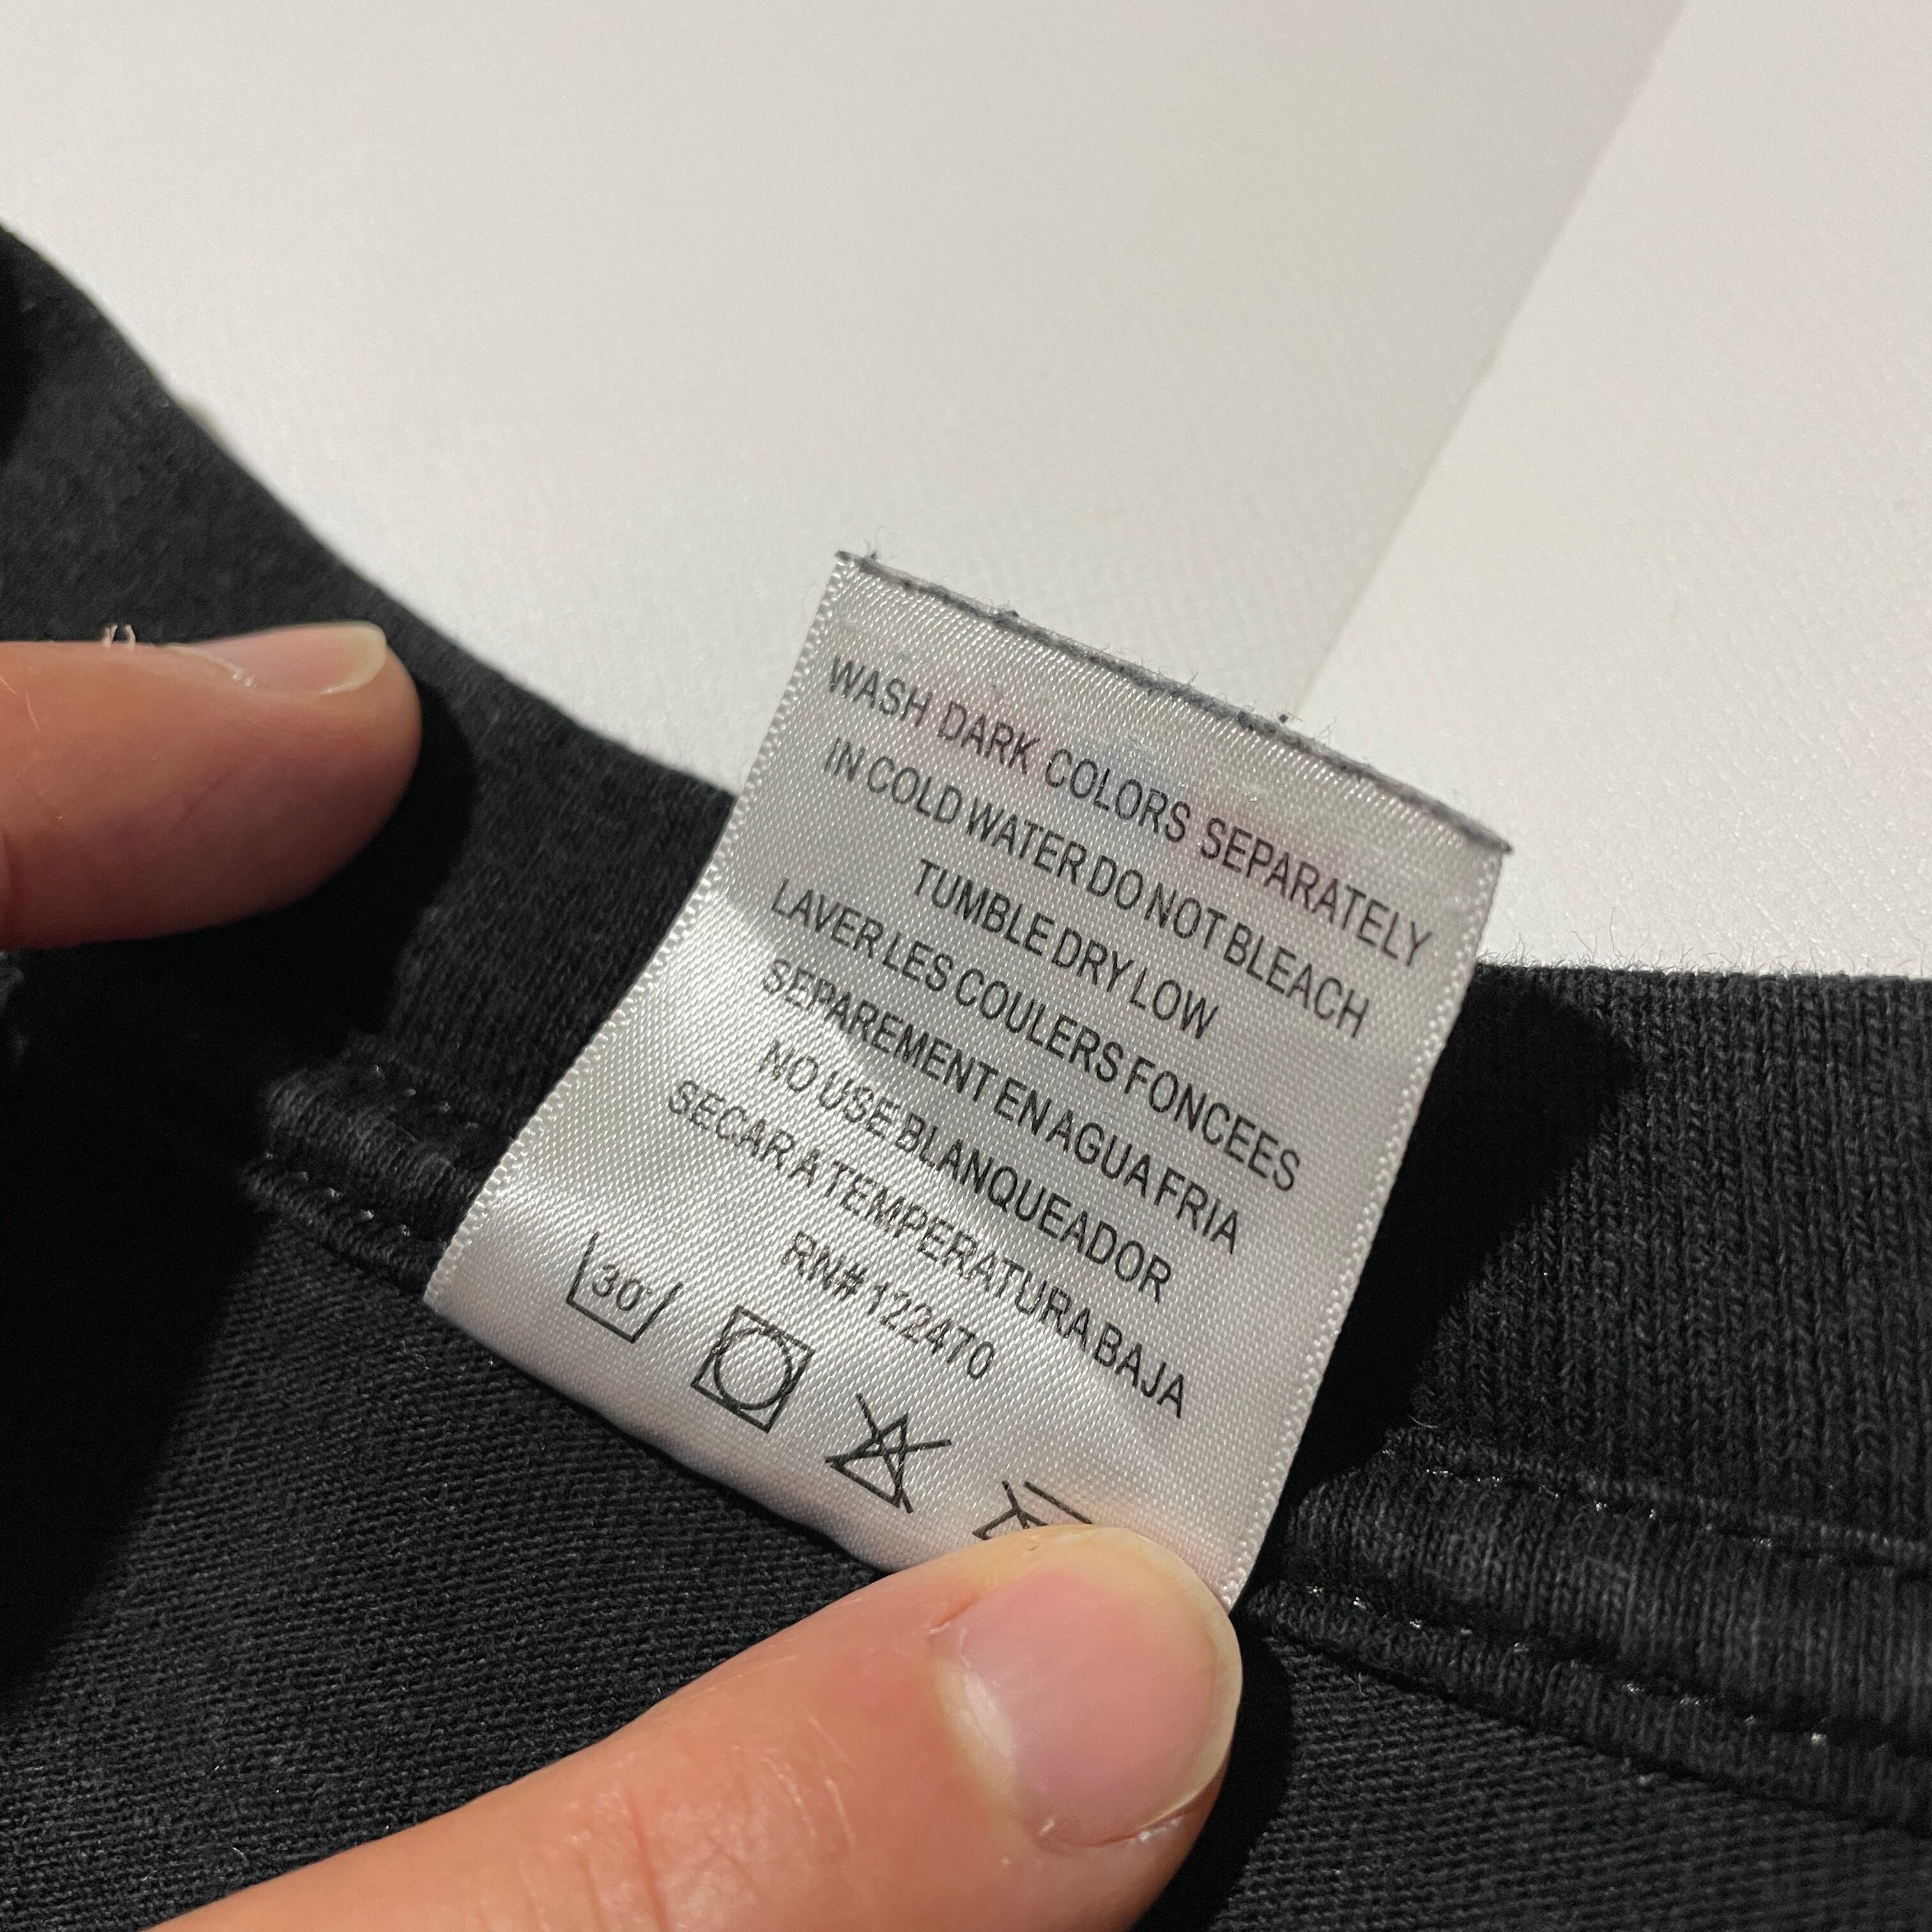 WASH DARK COLORS SEPARATELY
IN COLD WATER DO NOT BLEACH
TUMBLE DRY LOW
LAVER LES COULERS FONCEES
SEPAREMENT EN AGUA FRIA
NO USE BLANQUEADOR
SECAR A TEMPERATURA BAJA
RN# 122470
30°